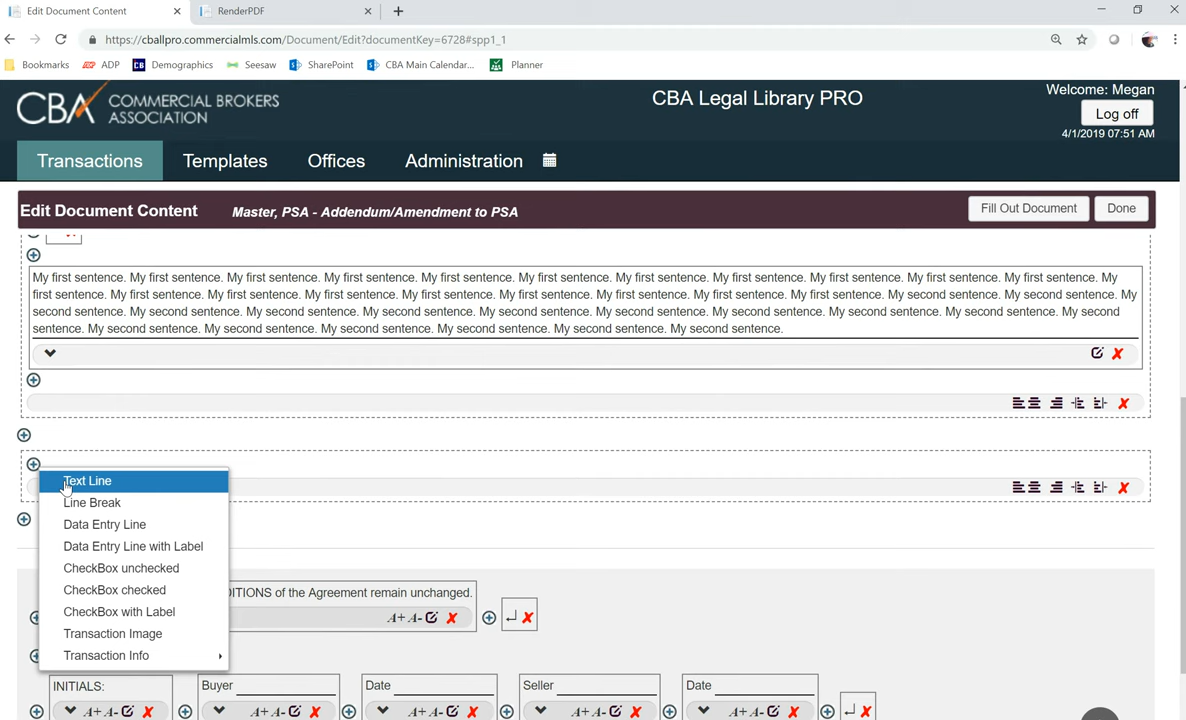 Edit Document Content
RenderPDF
https://cballpro.commercialmls.com/Document/Edit?documentKey=6728#spp1_1
Bookmarks ADP CB Demographics Seesaw SharePoint CBA Main Calendar... Planner
CBA COMMERCIAL BROKERS ASSOCIATION
CBA Legal Library PRO
Welcome: Megan
Log off
4/1/2019 07:51 AM
Transactions Templates Offices Administration
Edit Document Content Master, PSA - Addendum/Amendment to PSA Fill Out Document Done
My first sentence. My first sentence. My first sentence. My first sentence. My first sentence. My first sentence. My first sentence. My first sentence. My first sentence. My first sentence. My first sentence. My
first sentence. My first sentence. My first sentence. My first sentence. My first sentence. My first sentence. My first sentence. My first sentence. My first sentence. My second sentence. My second sentence. My
second sentence. My second sentence. My second sentence. My second sentence. My second sentence. My second sentence. My second sentence. My second sentence. My second sentence. My second
sentence. My second sentence. My second sentence. My second sentence. My second sentence. My second sentence. My second sentence.
Text Line
Line Break
Data Entry Line
Data Entry Line with Label
CheckBox unchecked
CheckBox checked
CheckBox with Label
Transaction Image
Transaction Info
DITIONS of the Agreement remain unchanged.
A+ A-
INITIALS: Buyer Date Seller Date
A+ A- A+ A- A+ A- A+ A- A+ A-